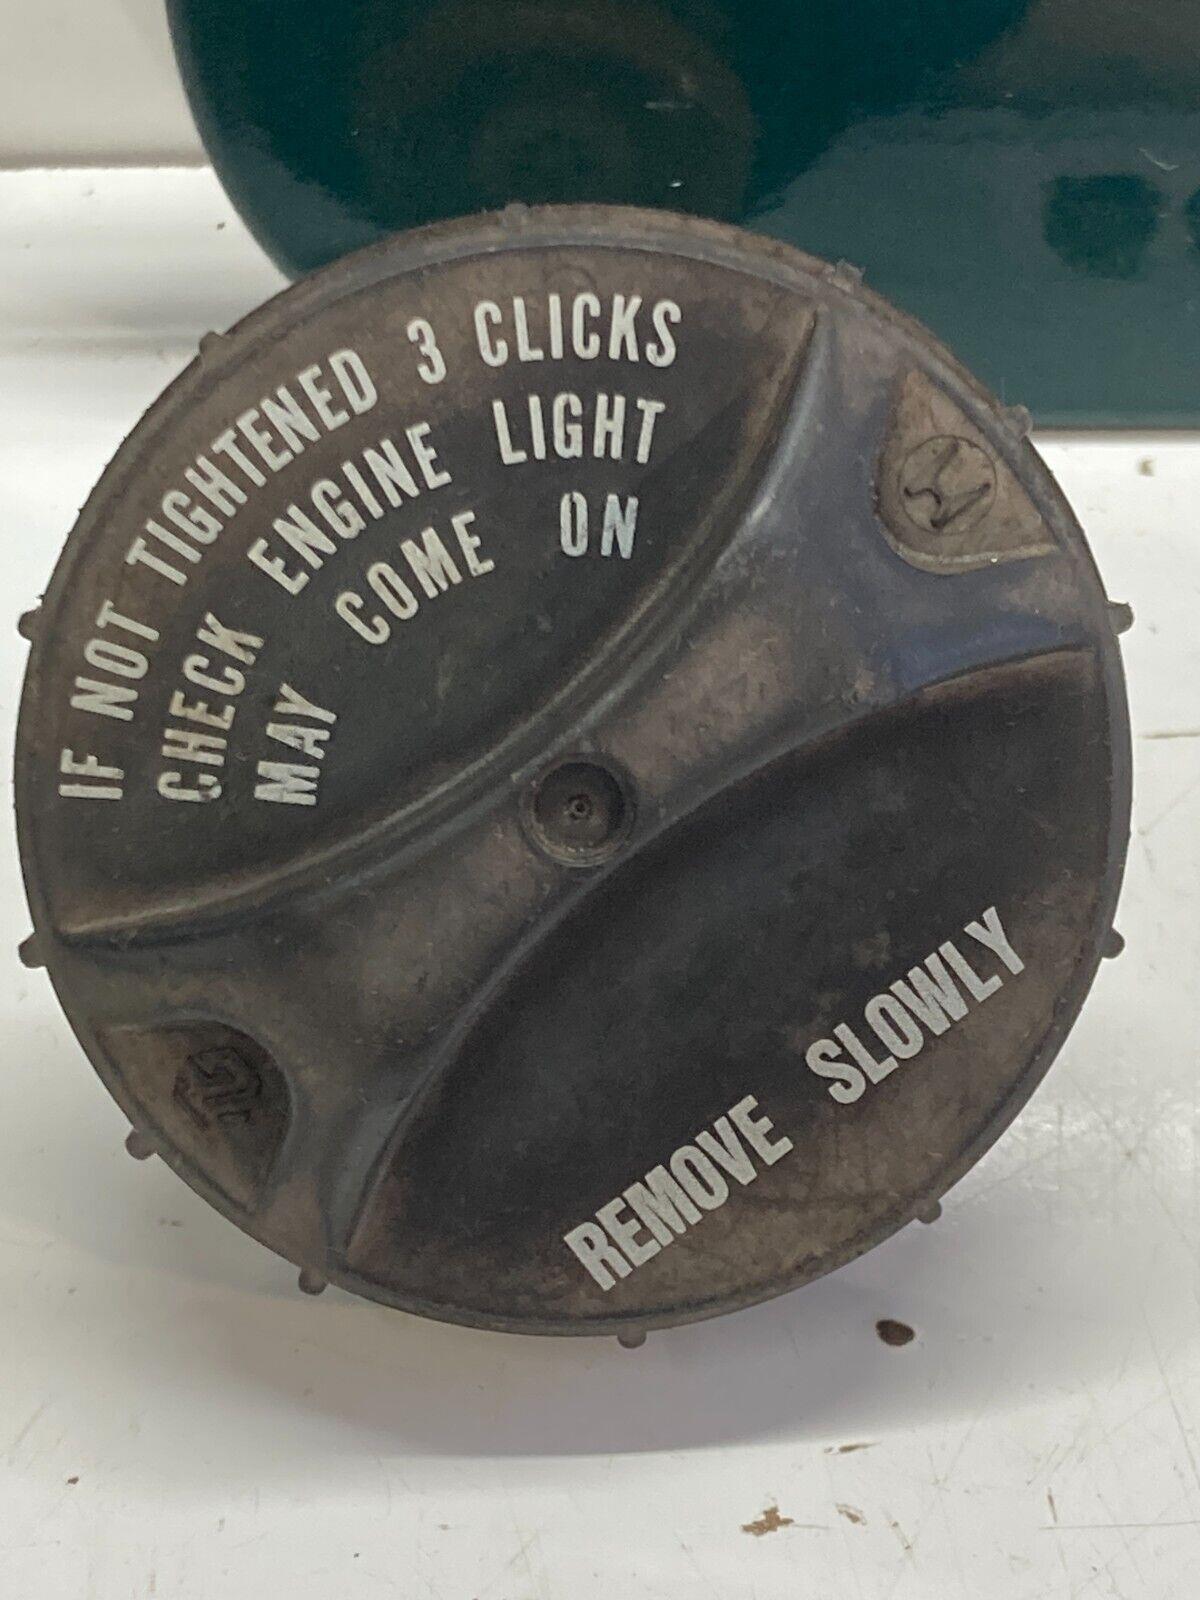 IF NOT TIGHTENED 3 CLICKS
CHECK ENGINE LIGHT
MAY COME ON
REMOVE SLOWLY